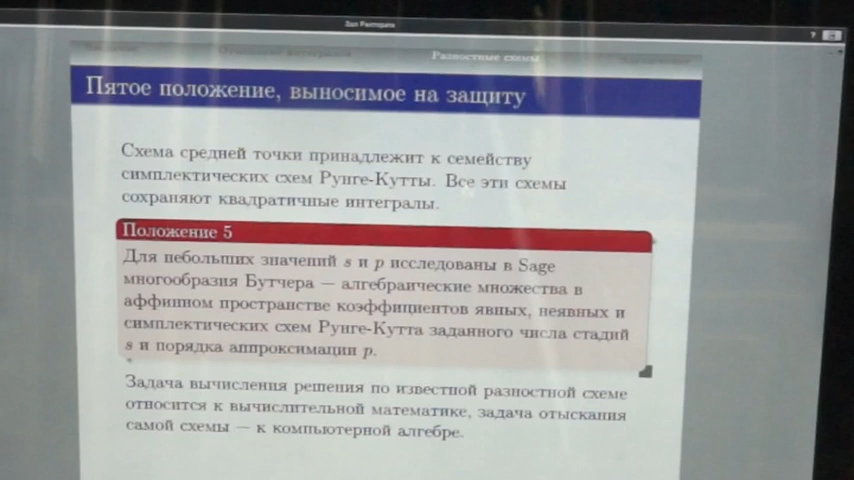 Зал Ректората
Разностные схемы
Пятое положение, выносимое на защиту
Схема средней точки принадлежит к семейству
симплектических схем Рунге-Кутты. Все эти схемы
сохраняют квадратичные интегралы.
Положение 5
Для небольших значений s и p исследованы в Sage
многообразия Бутчера — алгебраические множества в
аффинном пространстве коэффициентов явных, неявных и
симплектических схем Рунге-Кутта заданного числа стадий
s и порядка аппроксимации p.
Задача вычисления решения по известной разностной схеме
относится к вычислительной математике, задача отыскания
самой схемы — к компьютерной алгебре.